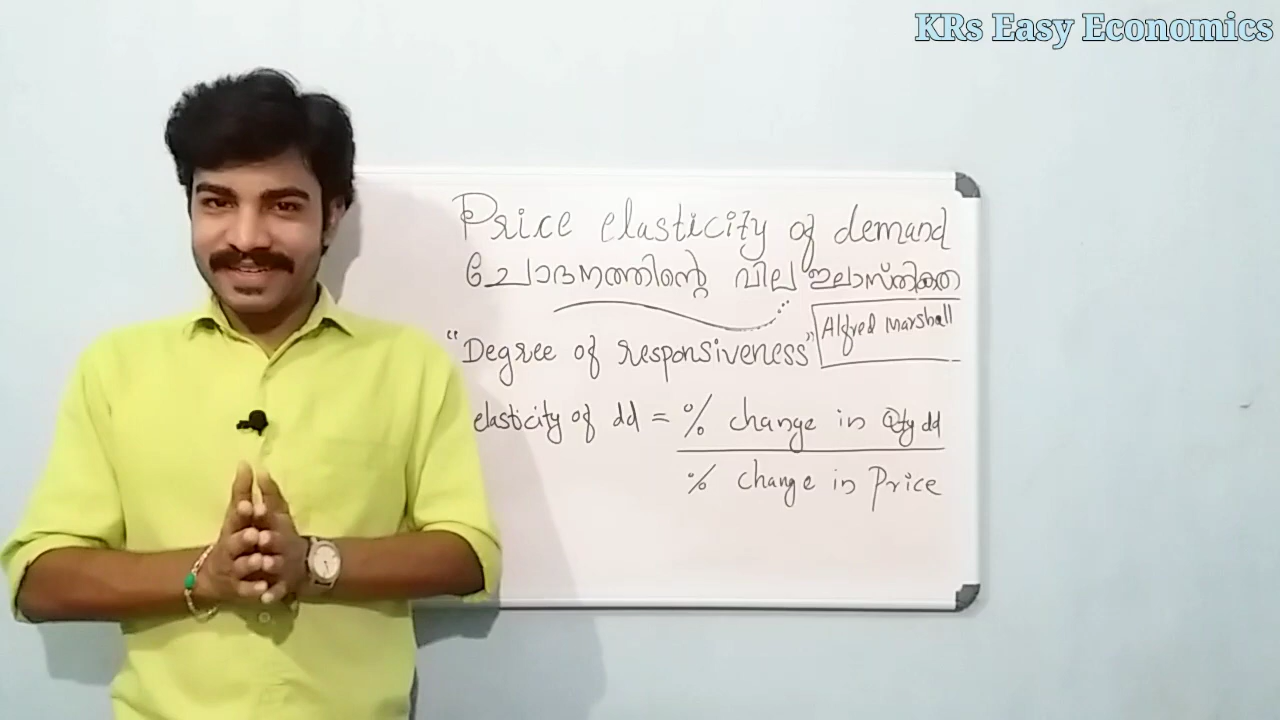 KRs Easy Economics
Price elasticity of demand
ചോദനത്തിന്റെ വില ഇലാസ്തികത
"Degree of responsiveness"
Alfred Marshall
elasticity of dd = % change in Qty dd
% change in Price